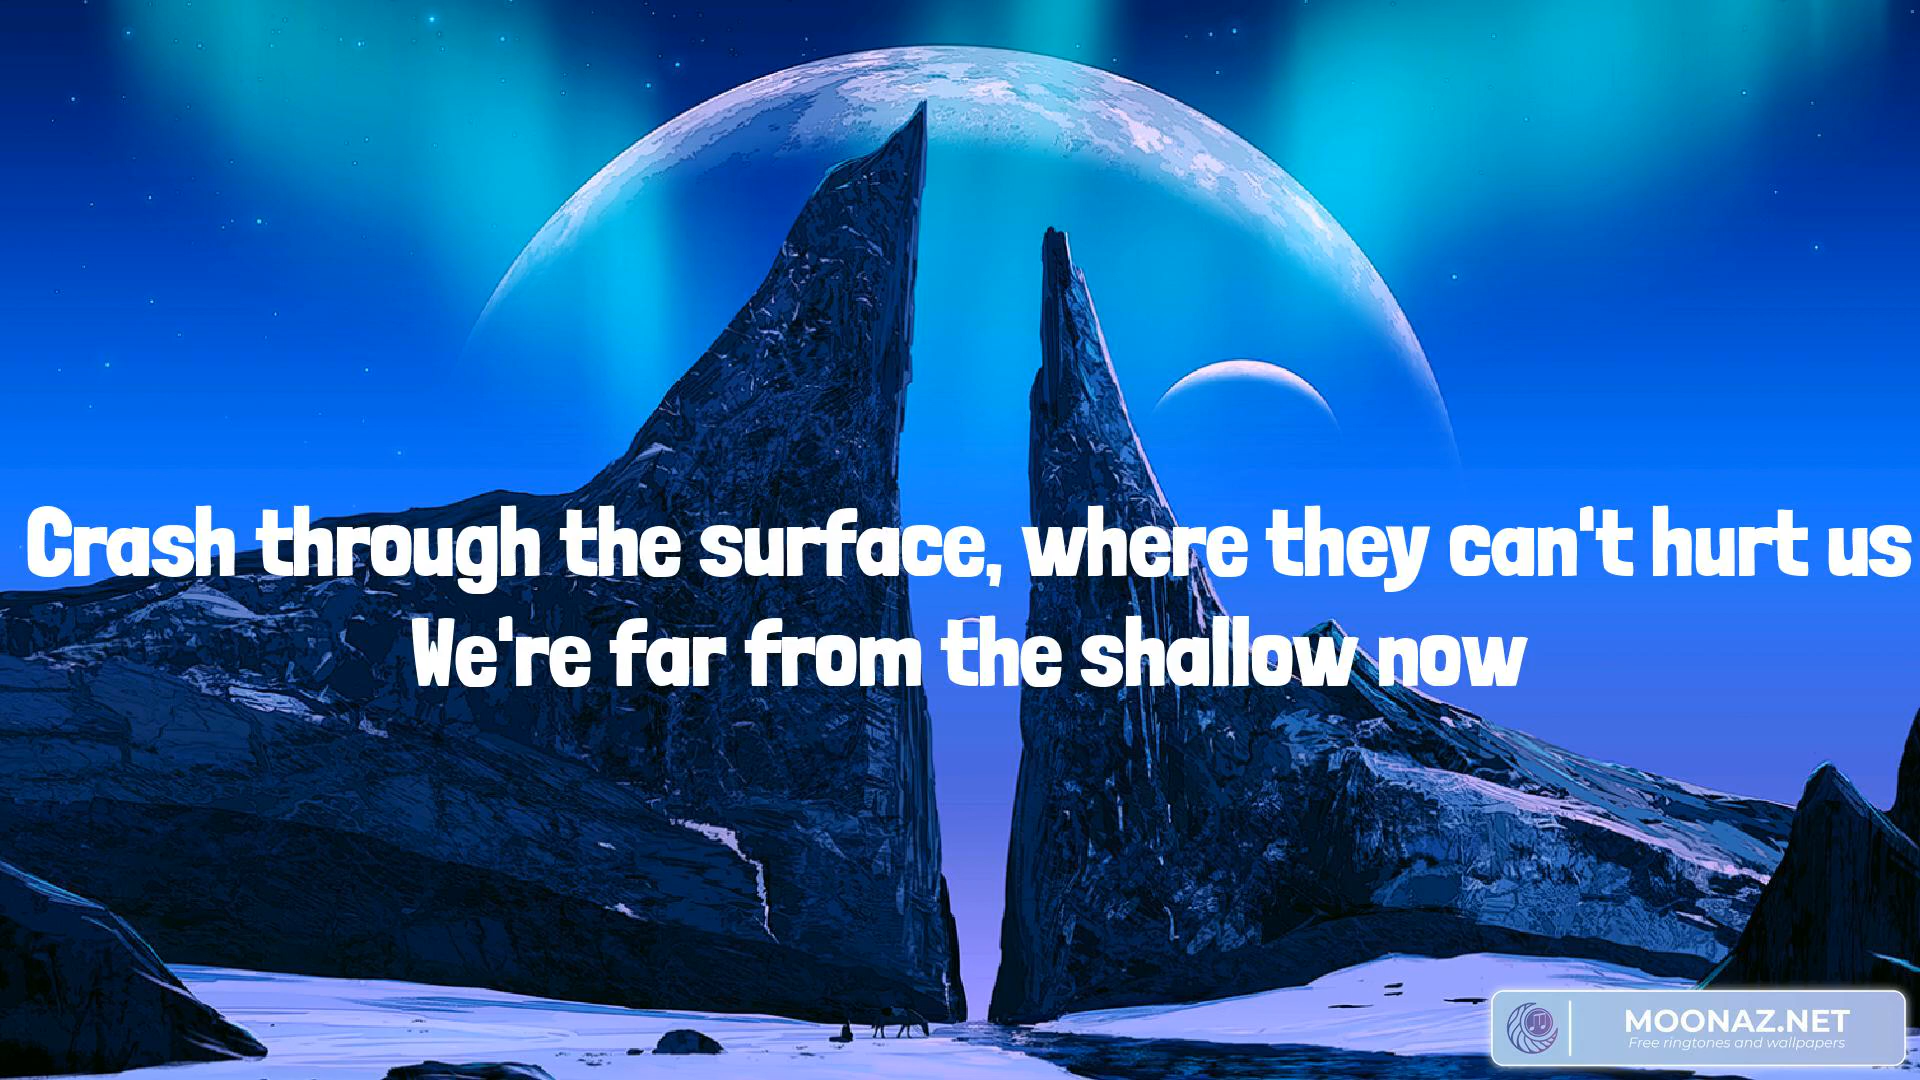 Crash through the surface, where they can't hurt us
We're far from the shallow now
MOONAZ.NET
Free ringtones and wallpapers